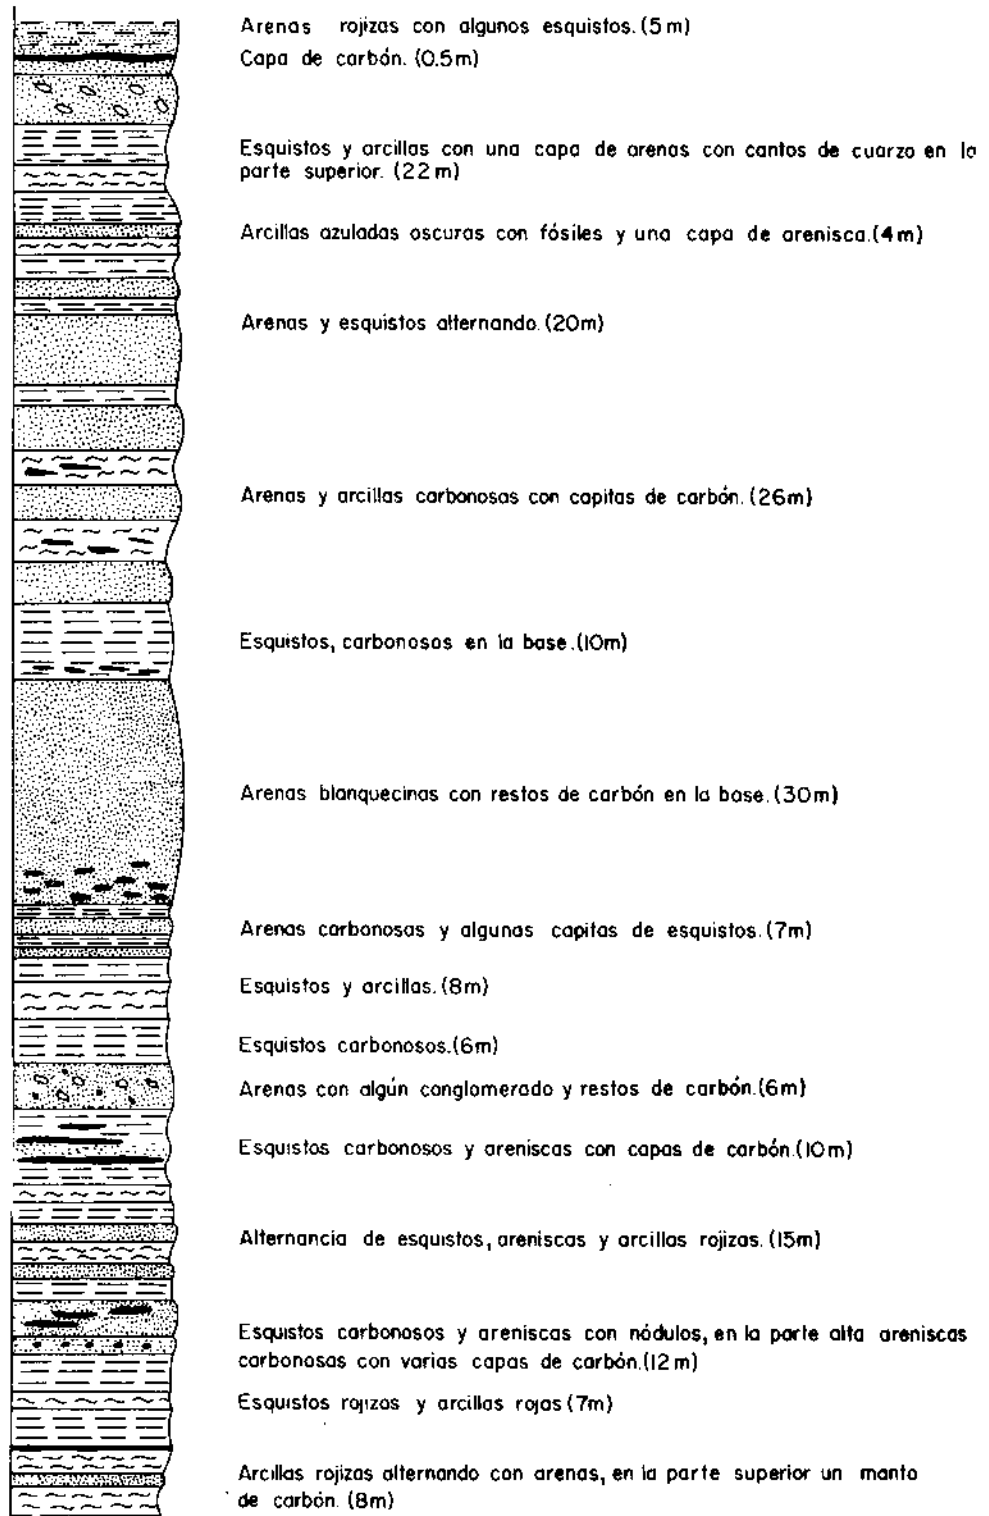 Arenas rojizas con algunos esquistos. (5 m)
Capa de carbón. (0.5m)
Esquistos y arcillas con una capa de arenas con cantos de cuarzo en la
parte superior. (22 m)
Arcillas azuladas oscuras con fósiles y una capa de arenisca.(4 m)
Arenas y esquistos alternando. (20m)
Arenas y arcillas carbonosas con capitas de carbón. (26m)
Esquistos, carbonosos en la base.(10m)
Arenas blanquecinas con restos de carbón en la base. (30m)
Arenas carbonosas y algunas capitas de esquistos. (7m)
Esquistos y arcillas. (8m)
Esquistos carbonosos.(6m)
Arenas con algún conglomerado y restos de carbón.(6m)
Esquistos carbonosos y areniscas con capas de carbón.(10m)
Alternancia de esquistos, areniscas y arcillas rojizas. (15m)
Esquistos carbonosos y areniscas con nódulos, en la parte alta areniscas
carbonosas con varias capas de carbón.(12 m)
Esquistos rojizos y arcillas rojas (7m)
Arcillas rojizas alternando con arenas, en la parte superior un manto
de carbón. (8m)